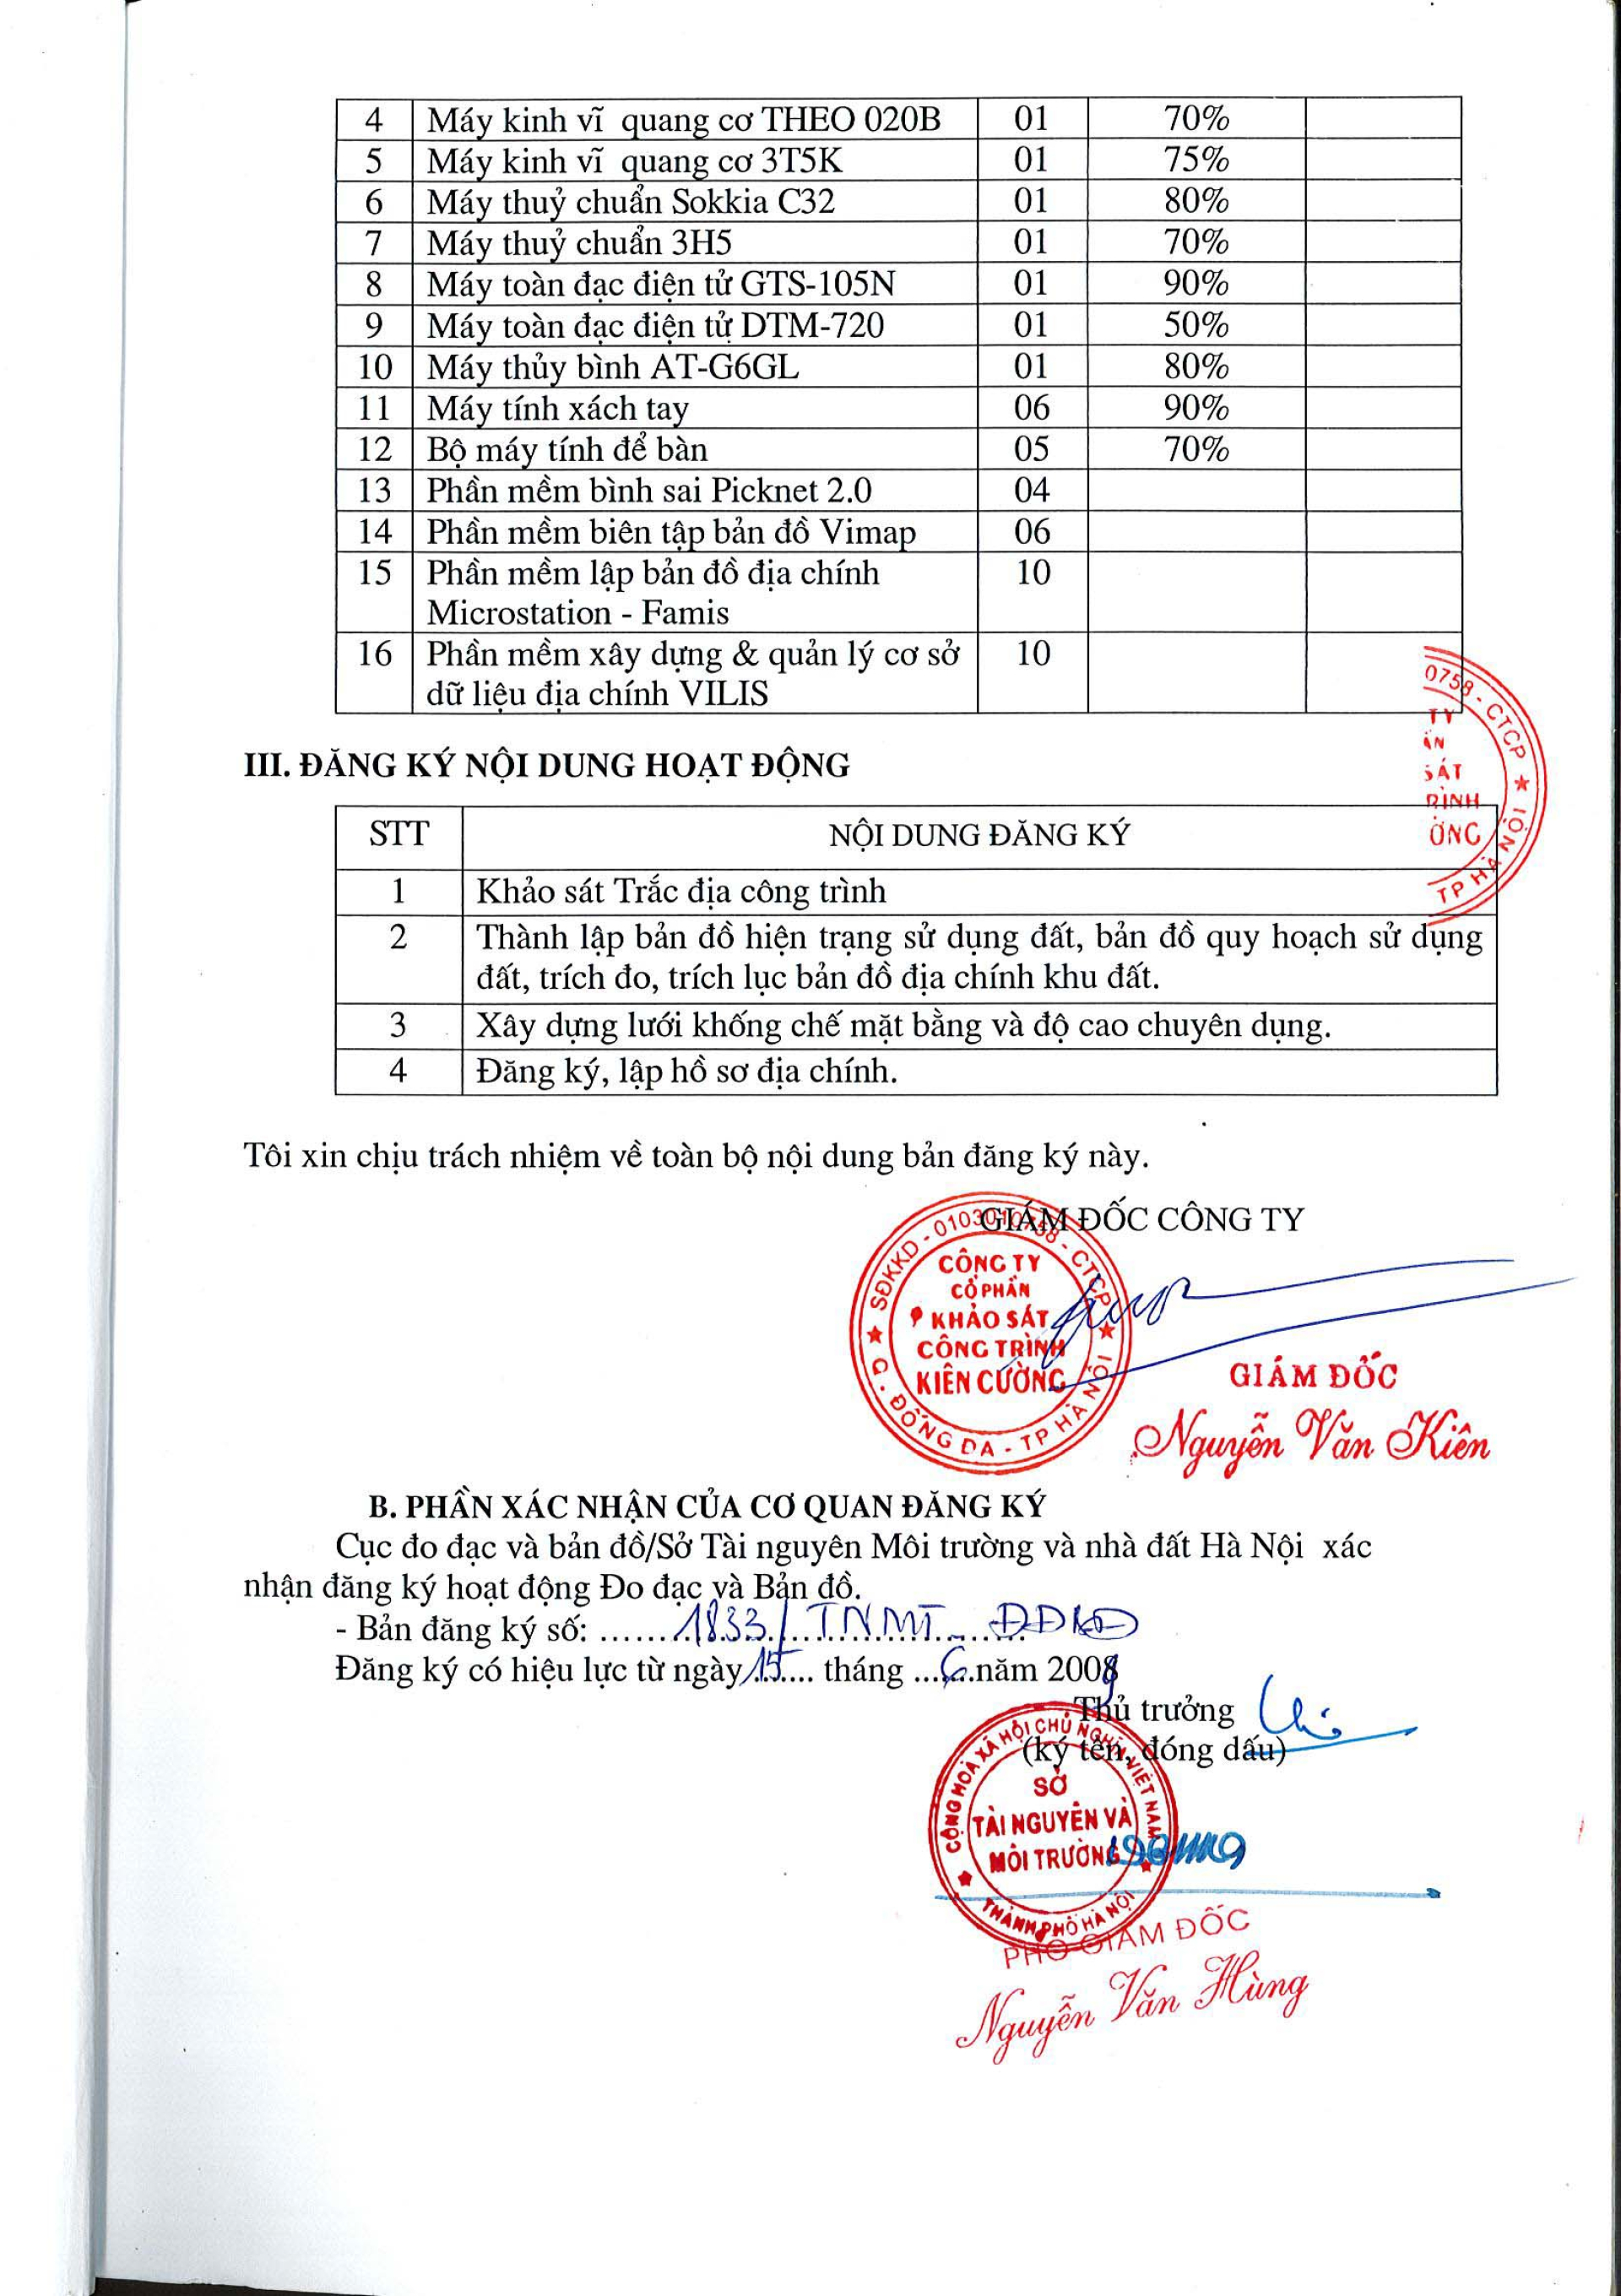 4 Máy kinh vĩ quang cơ THEO 020B 01 70%
5 Máy kinh vĩ quang cơ 3T5K 01 75%
6 Máy thuỷ chuẩn Sokkia C32 01 80%
7 Máy thuỷ chuẩn 3H5 01 70%
8 Máy toàn đạc điện tử GTS-105N 01 90%
9 Máy toàn đạc điện tử DTM-720 01 50%
10 Máy thủy bình AT-G6GL 01 80%
11 Máy tính xách tay 06 90%
12 Bộ máy tính để bàn 05 70%
13 Phần mềm bình sai Picknet 2.0 04
14 Phần mềm biên tập bản đồ Vimap 06
15 Phần mềm lập bản đồ địa chính 10
Microstation - Famis
16 Phần mềm xây dựng & quản lý cơ sở 10
dữ liệu địa chính VILIS
0758 - CTCP ★ TP HÀ NỘI
TY
SÁT
RÌNH
ỜNG
III. ĐĂNG KÝ NỘI DUNG HOẠT ĐỘNG
STT NỘI DUNG ĐĂNG KÝ
1 Khảo sát Trắc địa công trình
2 Thành lập bản đồ hiện trạng sử dụng đất, bản đồ quy hoạch sử dụng
đất, trích đo, trích lục bản đồ địa chính khu đất.
3 Xây dựng lưới khống chế mặt bằng và độ cao chuyên dụng.
4 Đăng ký, lập hồ sơ địa chính.
Tôi xin chịu trách nhiệm về toàn bộ nội dung bản đăng ký này.
GIÁM ĐỐC CÔNG TY
SĐKKD - 0103010758 - CTCP ★ Q. ĐỐNG ĐA - TP HÀ NỘI ★
CÔNG TY
CỔ PHẦN
KHẢO SÁT
CÔNG TRÌNH
KIÊN CƯỜNG
GIÁM ĐỐC
Nguyễn Văn Kiên
B. PHẦN XÁC NHẬN CỦA CƠ QUAN ĐĂNG KÝ
Cục đo đạc và bản đồ/Sở Tài nguyên Môi trường và nhà đất Hà Nội xác
nhận đăng ký hoạt động Đo đạc và Bản đồ.
- Bản đăng ký số: 1833/TNMT-ĐĐKĐ
Đăng ký có hiệu lực từ ngày 15 tháng 6 năm 2009
Thủ trưởng
(ký tên, đóng dấu)
CỘNG HOÀ XÃ HỘI CHỦ NGHĨA VIỆT NAM ★ THÀNH PHỐ HÀ NỘI ★
SỞ
TÀI NGUYÊN VÀ
MÔI TRƯỜNG
PHÓ GIÁM ĐỐC
Nguyễn Văn Hùng